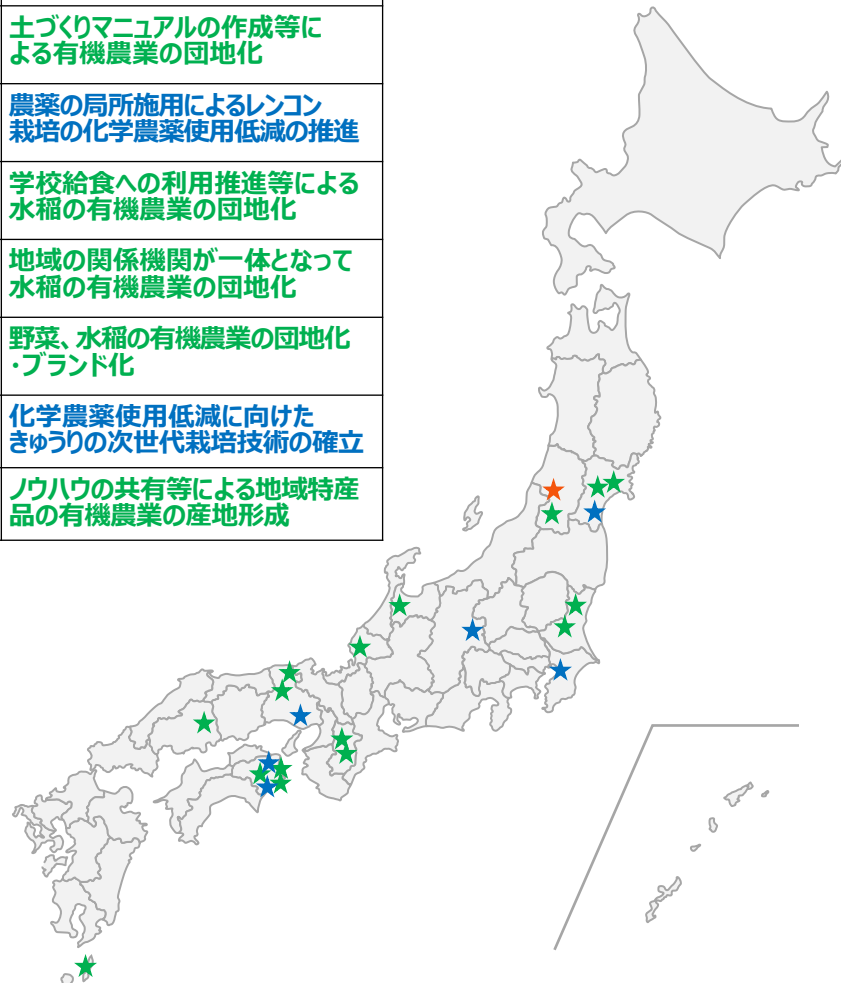 土づくりマニュアルの作成等に
よる有機農業の団地化
農薬の局所施用によるレンコン
栽培の化学農薬使用低減の推進
学校給食への利用推進等による
水稲の有機農業の団地化
地域の関係機関が一体となって
水稲の有機農業の団地化
野菜、水稲の有機農業の団地化
・ブランド化
化学農薬使用低減に向けた
きゅうりの次世代栽培技術の確立
ノウハウの共有等による地域特産
品の有機農業の産地形成